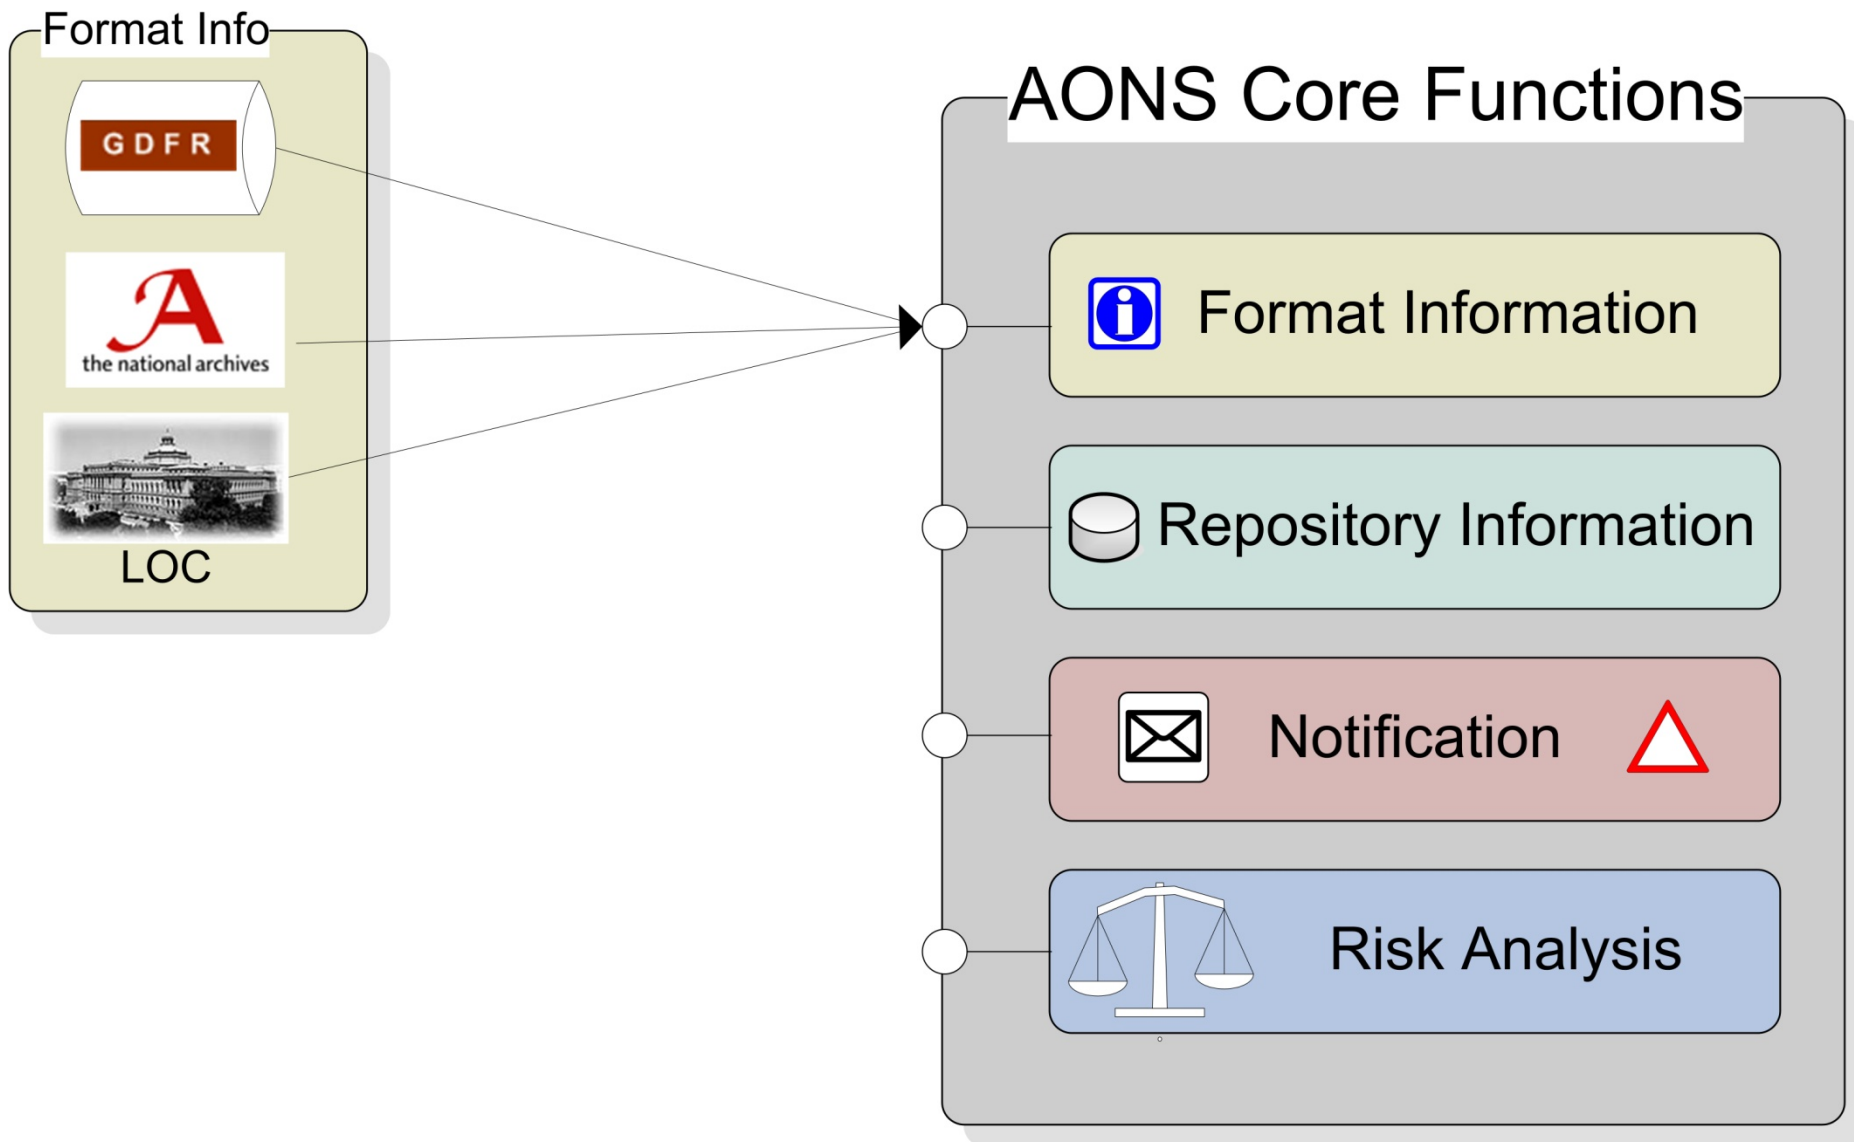 Format Info
GDFR
the national archives
LOC
AONS Core Functions
Format Information
Repository Information
Notification
Risk Analysis